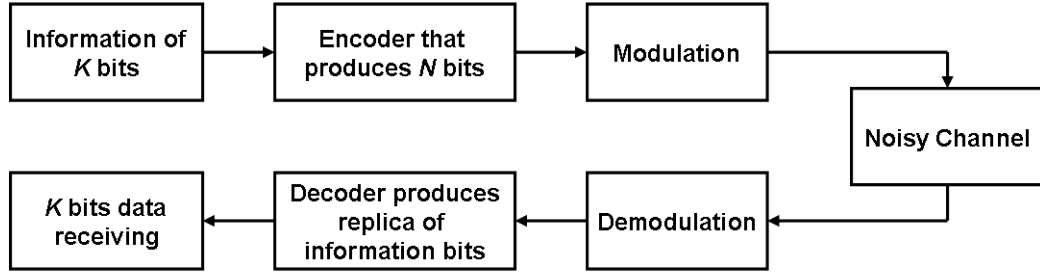 Information of
K bits
Encoder that
produces N bits
Modulation
Noisy Channel
Demodulation
Decoder produces
replica of
information bits
K bits data
receiving